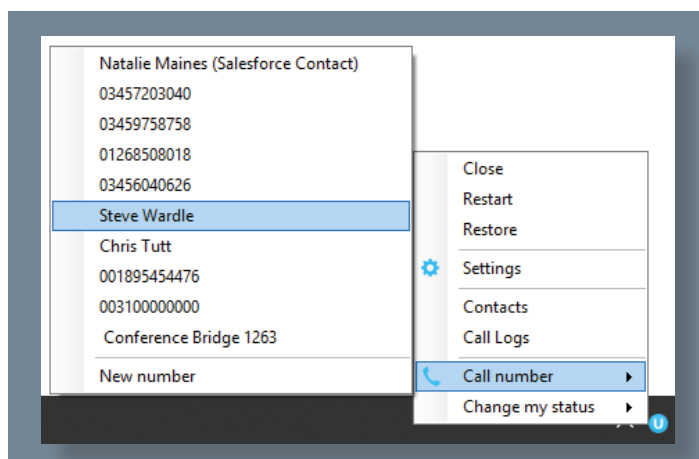 Natalie Maines (Salesforce Contact)
03457203040
03459758758
01268508018
03456040626
Steve Wardle
Chris Tutt
001895454476
003100000000
Conference Bridge 1263
New number
Close
Restart
Restore
Settings
Contacts
Call Logs
Call number
Change my status
U